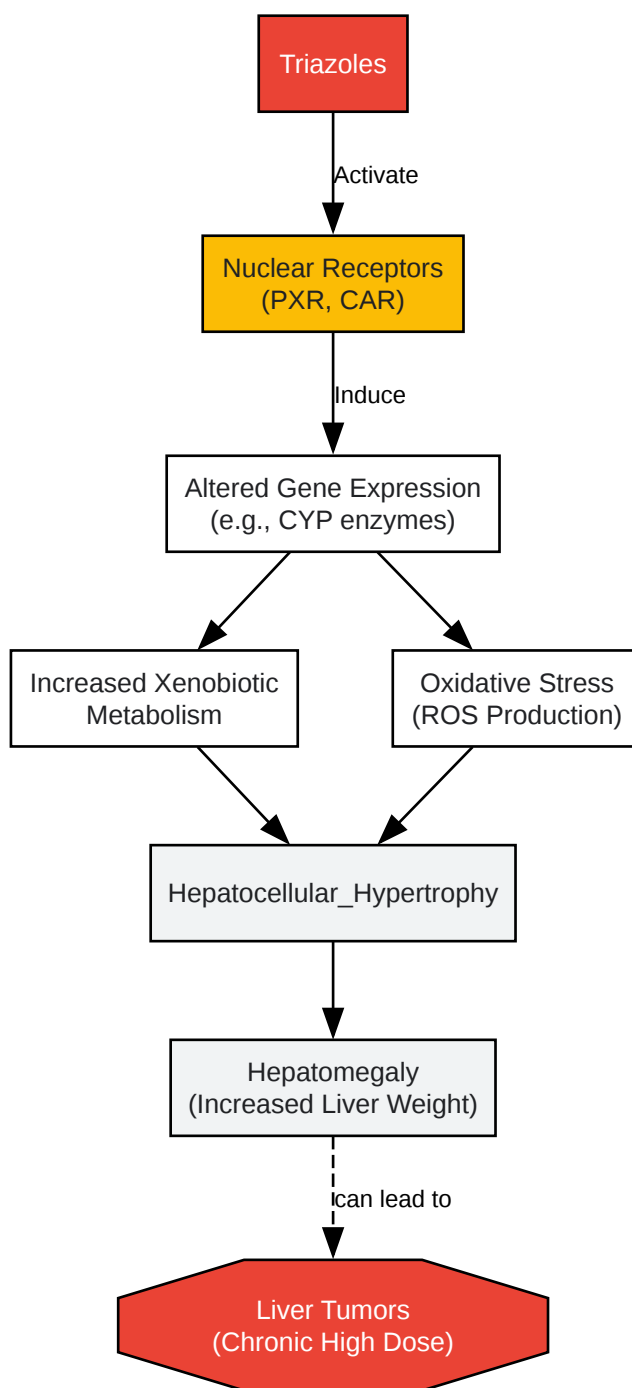 Triazoles
Activate
Nuclear Receptors
(PXR, CAR)
Induce
Altered Gene Expression
(e.g., CYP enzymes)
Increased Xenobiotic
Metabolism
Oxidative Stress
(ROS Production)
Hepatocellular_Hypertrophy
Hepatomegaly
(Increased Liver Weight)
can lead to
Liver Tumors
(Chronic High Dose)